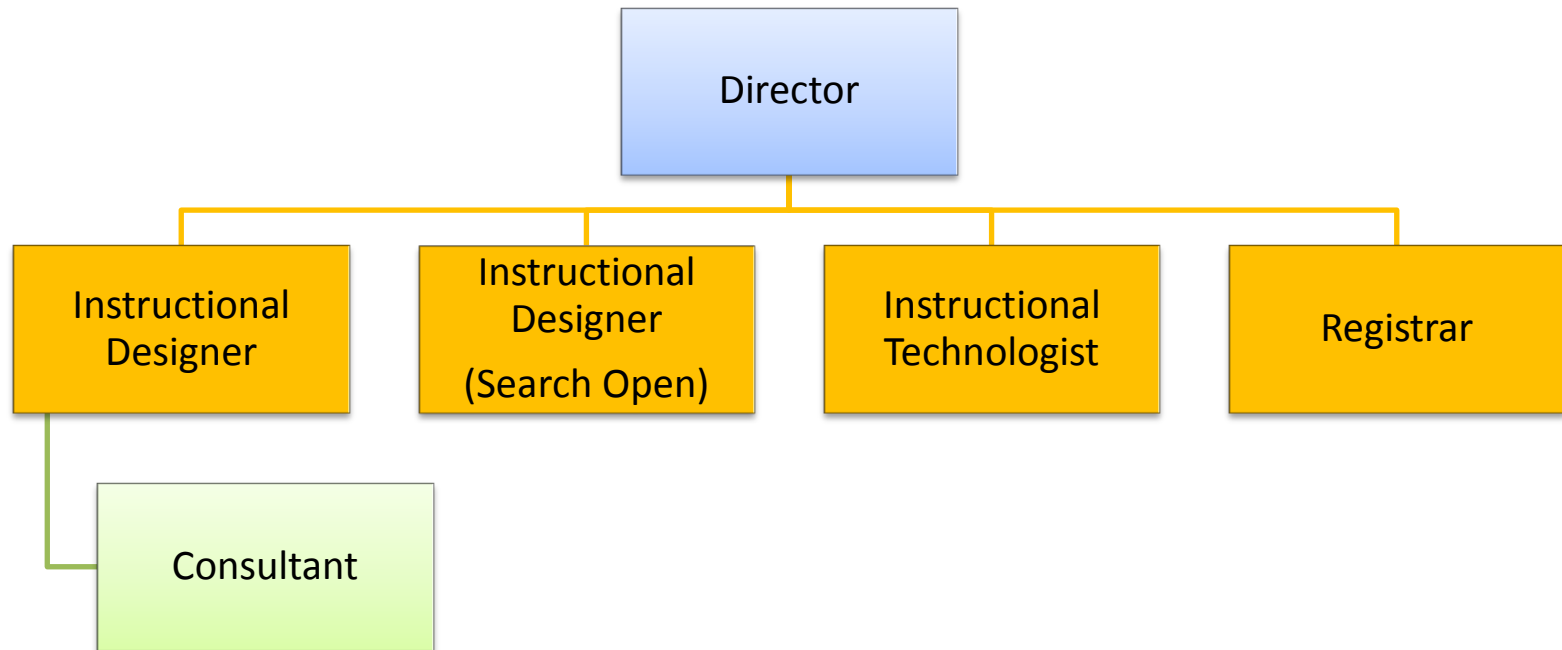 Director
Instructional
Designer
Instructional
Designer
(Search Open)
Instructional
Technologist
Registrar
Consultant